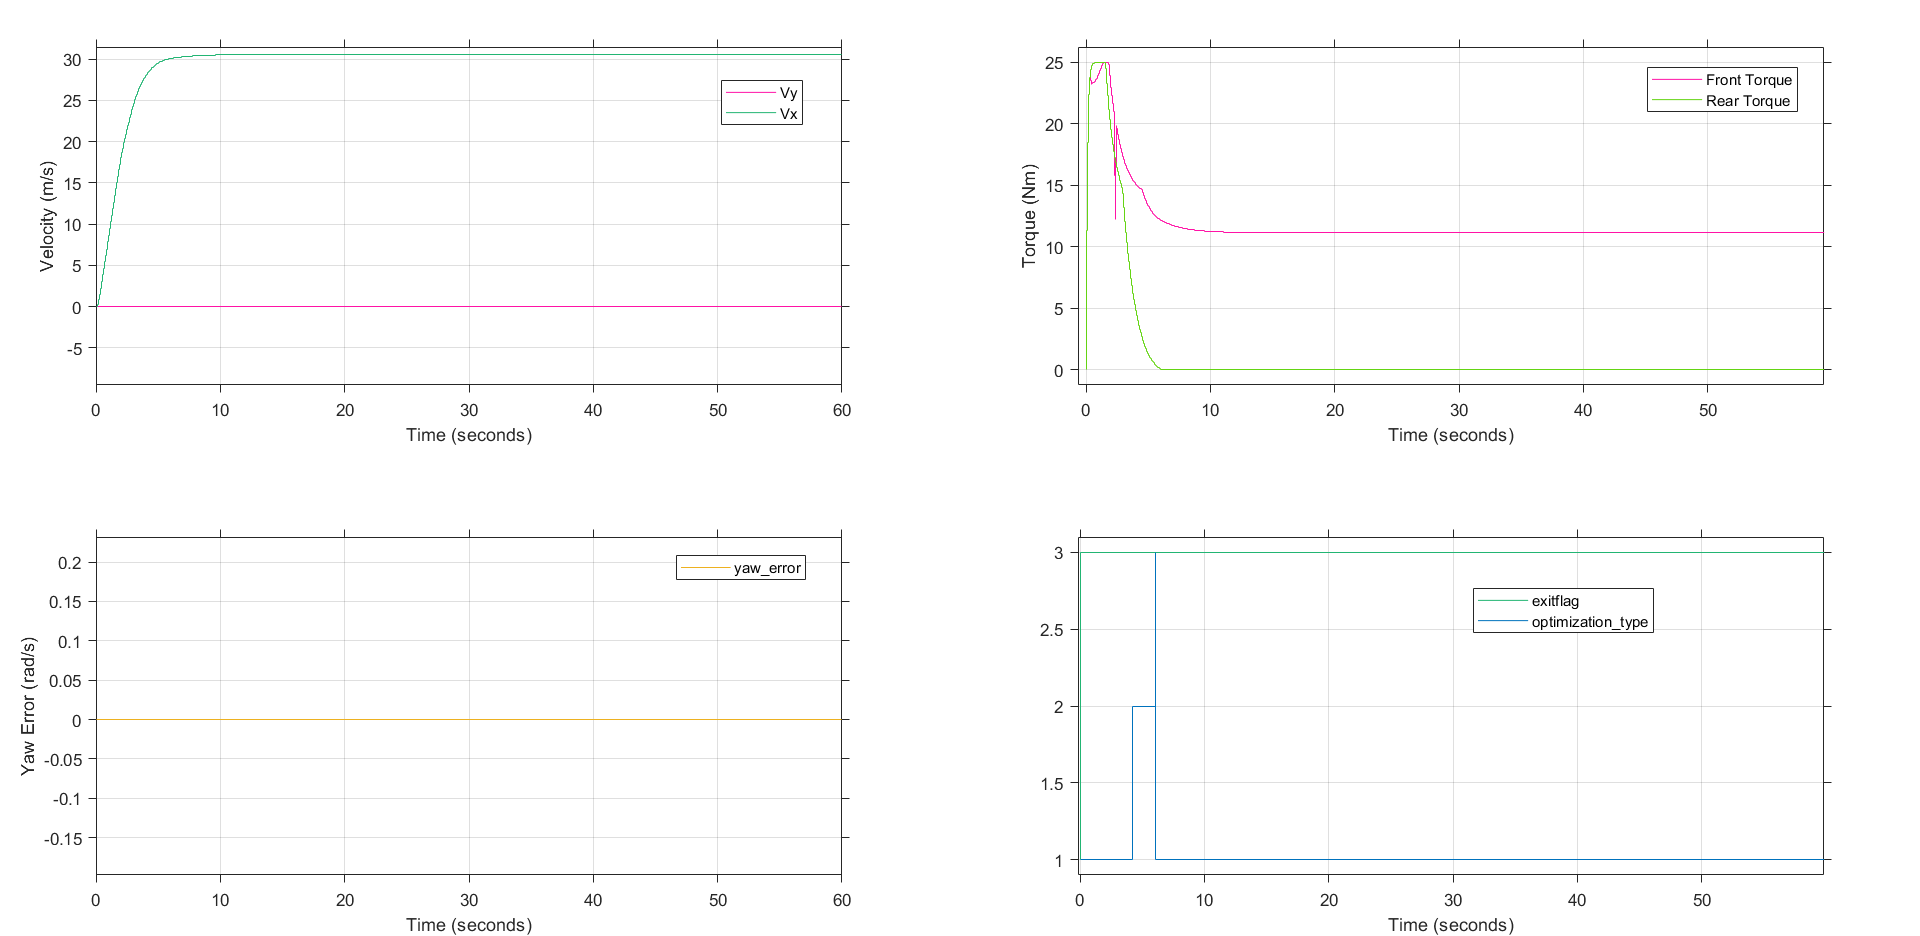 30
25
20
15
10
5
0
-5
Velocity (m/s)
Vy
Vx
0 10 20 30 40 50 60
Time (seconds)
25
20
15
10
5
0
Torque (Nm)
Front Torque
Rear Torque
0 10 20 30 40 50
Time (seconds)
0.2
0.15
0.1
0.05
0
-0.05
-0.1
-0.15
Yaw Error (rad/s)
yaw_error
0 10 20 30 40 50 60
Time (seconds)
3
2.5
2
1.5
1
exitflag
optimization_type
0 10 20 30 40 50
Time (seconds)